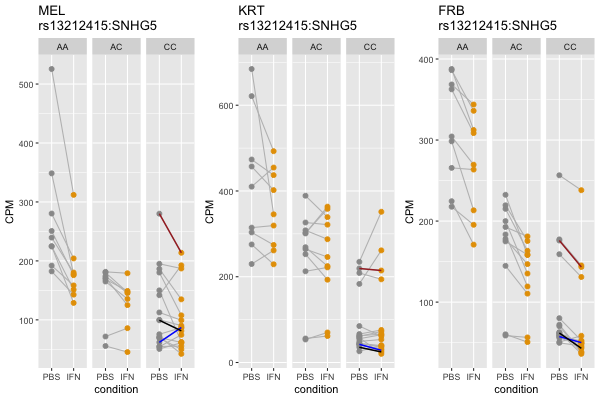 MEL
rs13212415:SNHG5
AA AC CC
500
400
300
200
100
CPM
PBS IFN PBS IFN PBS IFN
condition
KRT
rs13212415:SNHG5
AA AC CC
600
400
200
0
CPM
PBS IFN PBS IFN PBS IFN
condition
FRB
rs13212415:SNHG5
AA AC CC
400
300
200
100
CPM
PBS IFN PBS IFN PBS IFN
condition